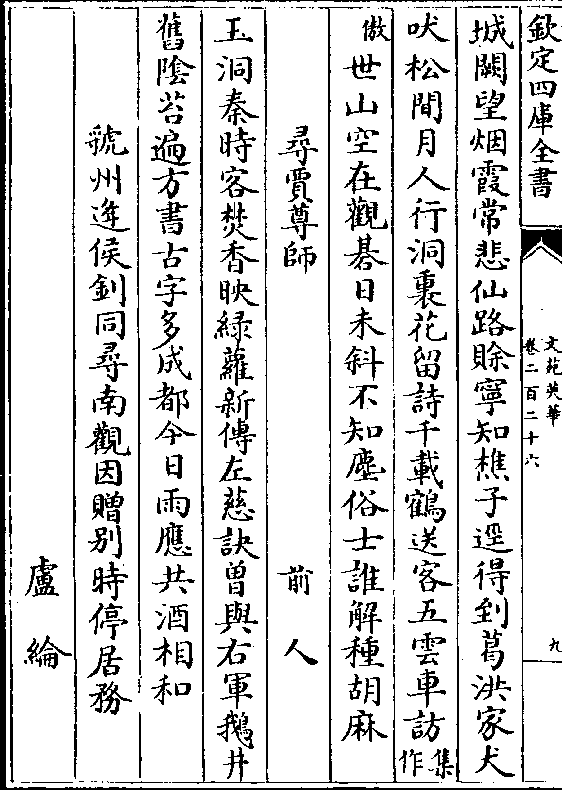 欽定四庫全書
文苑英華
卷二百二十六
九
城闕望烟霞常悲仙路賒寧知樵子逕得到葛洪家犬
吠松間月人行洞裏花留詩千載鶴送客五雲車訪集作
傲世山空在觀碁日未斜不知塵俗士誰解種胡麻
尋賈尊師 前人
玉洞秦時客焚香映綠蘿新傳左慈訣曽與右軍鵝井
舊陰苔遍方書古字多成都今日雨應共酒相和
虢州逄侯釗同尋南觀因贈别時停居務
盧綸